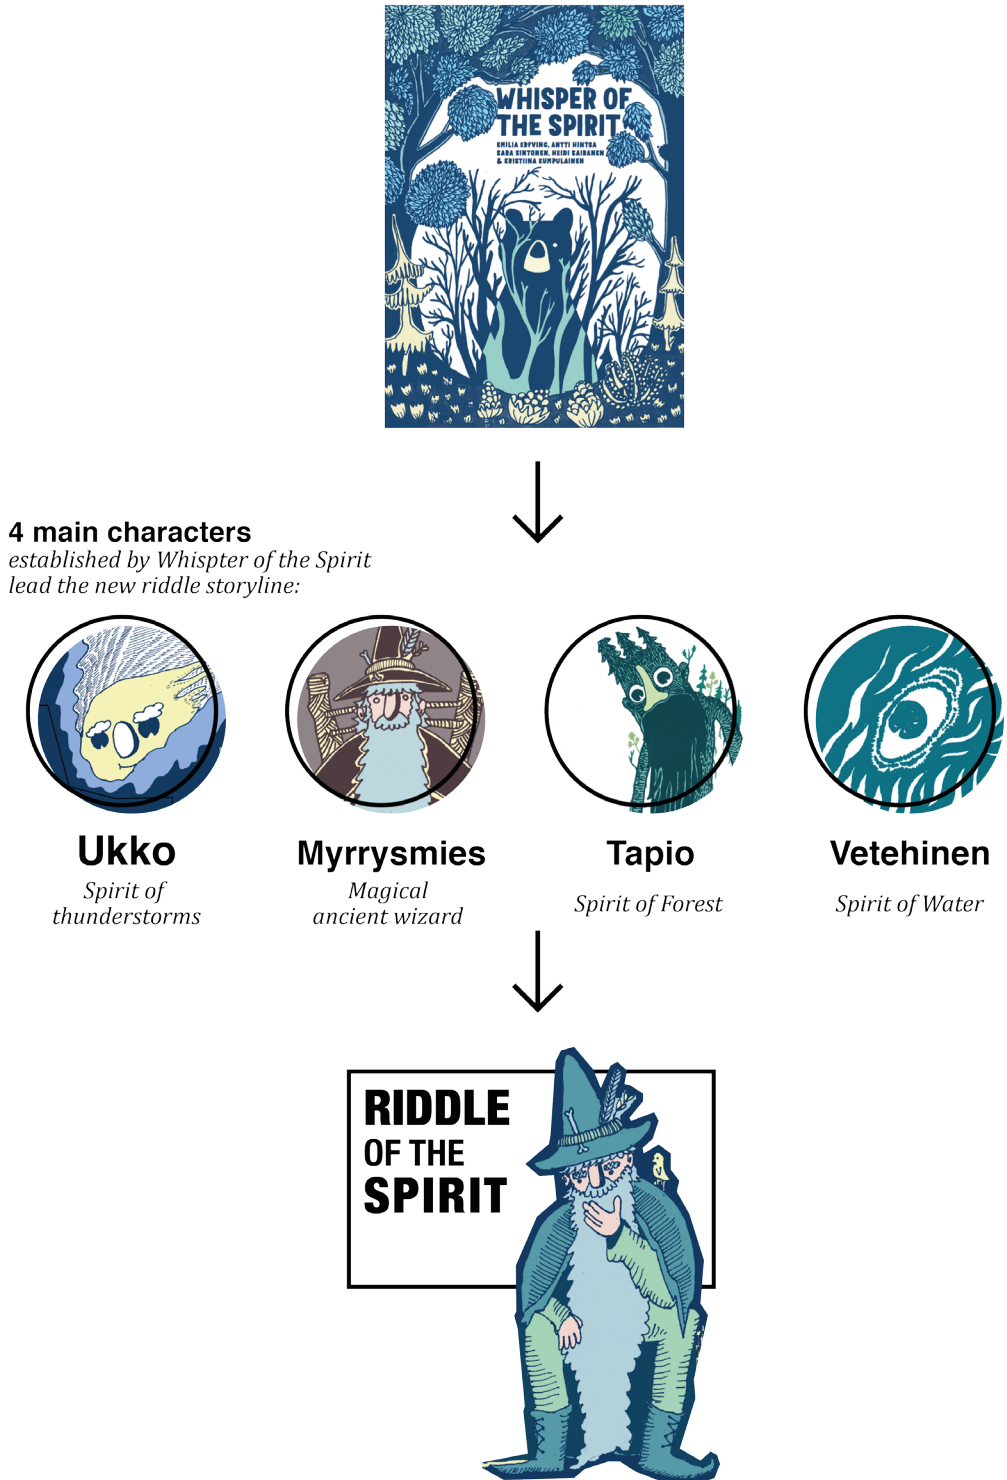 WHISPER OF
THE SPIRIT
EMILIA ERFVING, ANTTI HINTSA
SARA SINTONEN, HEIDI SAIRANEN
& KRISTIINA KUMPULAINEN
4 main characters
established by Whispter of the Spirit
lead the new riddle storyline:
Ukko
Spirit of
thunderstorms
Myrrysmies
Magical
ancient wizard
Tapio
Spirit of Forest
Vetehinen
Spirit of Water
RIDDLE
OF THE
SPIRIT